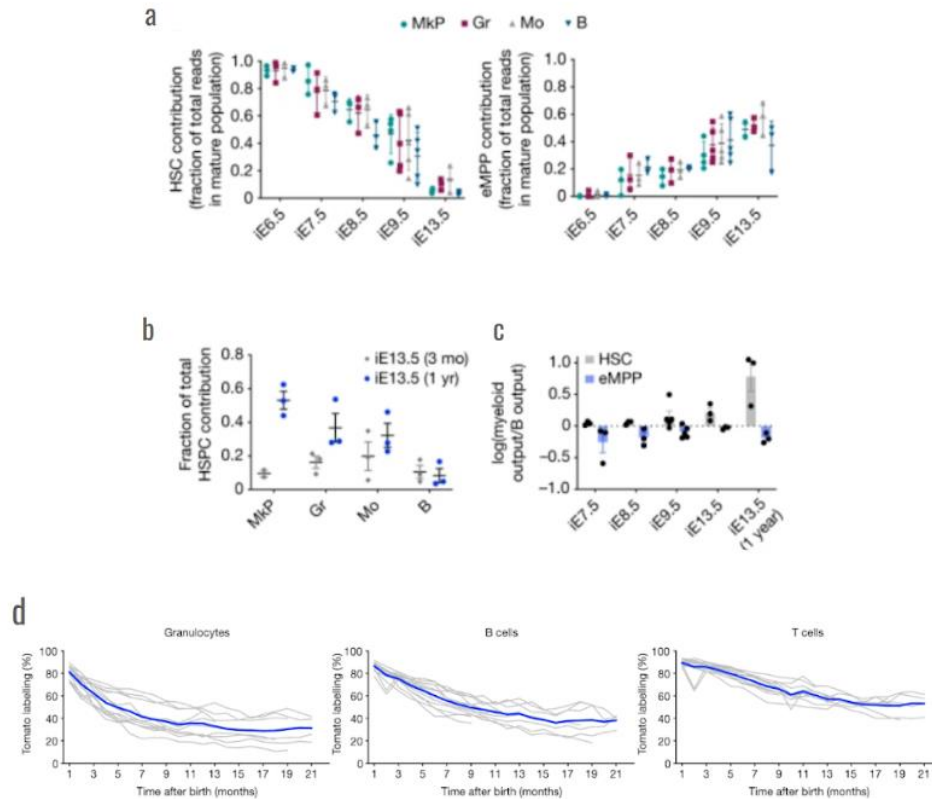 a
MkP Gr Mo B
HSC contribution
(fraction of total reads
in mature population)
1.0
0.8
0.6
0.4
0.2
0
iE6.5 iE7.5 iE8.5 iE9.5 iE13.5
eMPP contribution
(fraction of total reads
in mature population)
1.0
0.8
0.6
0.4
0.2
0
iE6.5 iE7.5 iE8.5 iE9.5 iE13.5
b
Fraction of total
HSPC contribution
0.8
0.6
0.4
0.2
0
iE13.5 (3 mo)
iE13.5 (1 yr)
MkP Gr Mo B
c
log(myeloid
output/B output)
1.0
0.5
0
−0.5
−1.0
HSC
eMPP
iE7.5 iE8.5 iE9.5 iE13.5 iE13.5
(1 year)
d
Granulocytes
Tomato labelling (%)
100
80
60
40
20
0
1 3 5 7 9 11 13 15 17 19 21
Time after birth (months)
B cells
Tomato labelling (%)
100
80
60
40
20
0
1 3 5 7 9 11 13 15 17 19 21
Time after birth (months)
T cells
Tomato labelling (%)
100
80
60
40
20
0
1 3 5 7 9 11 13 15 17 19 21
Time after birth (months)